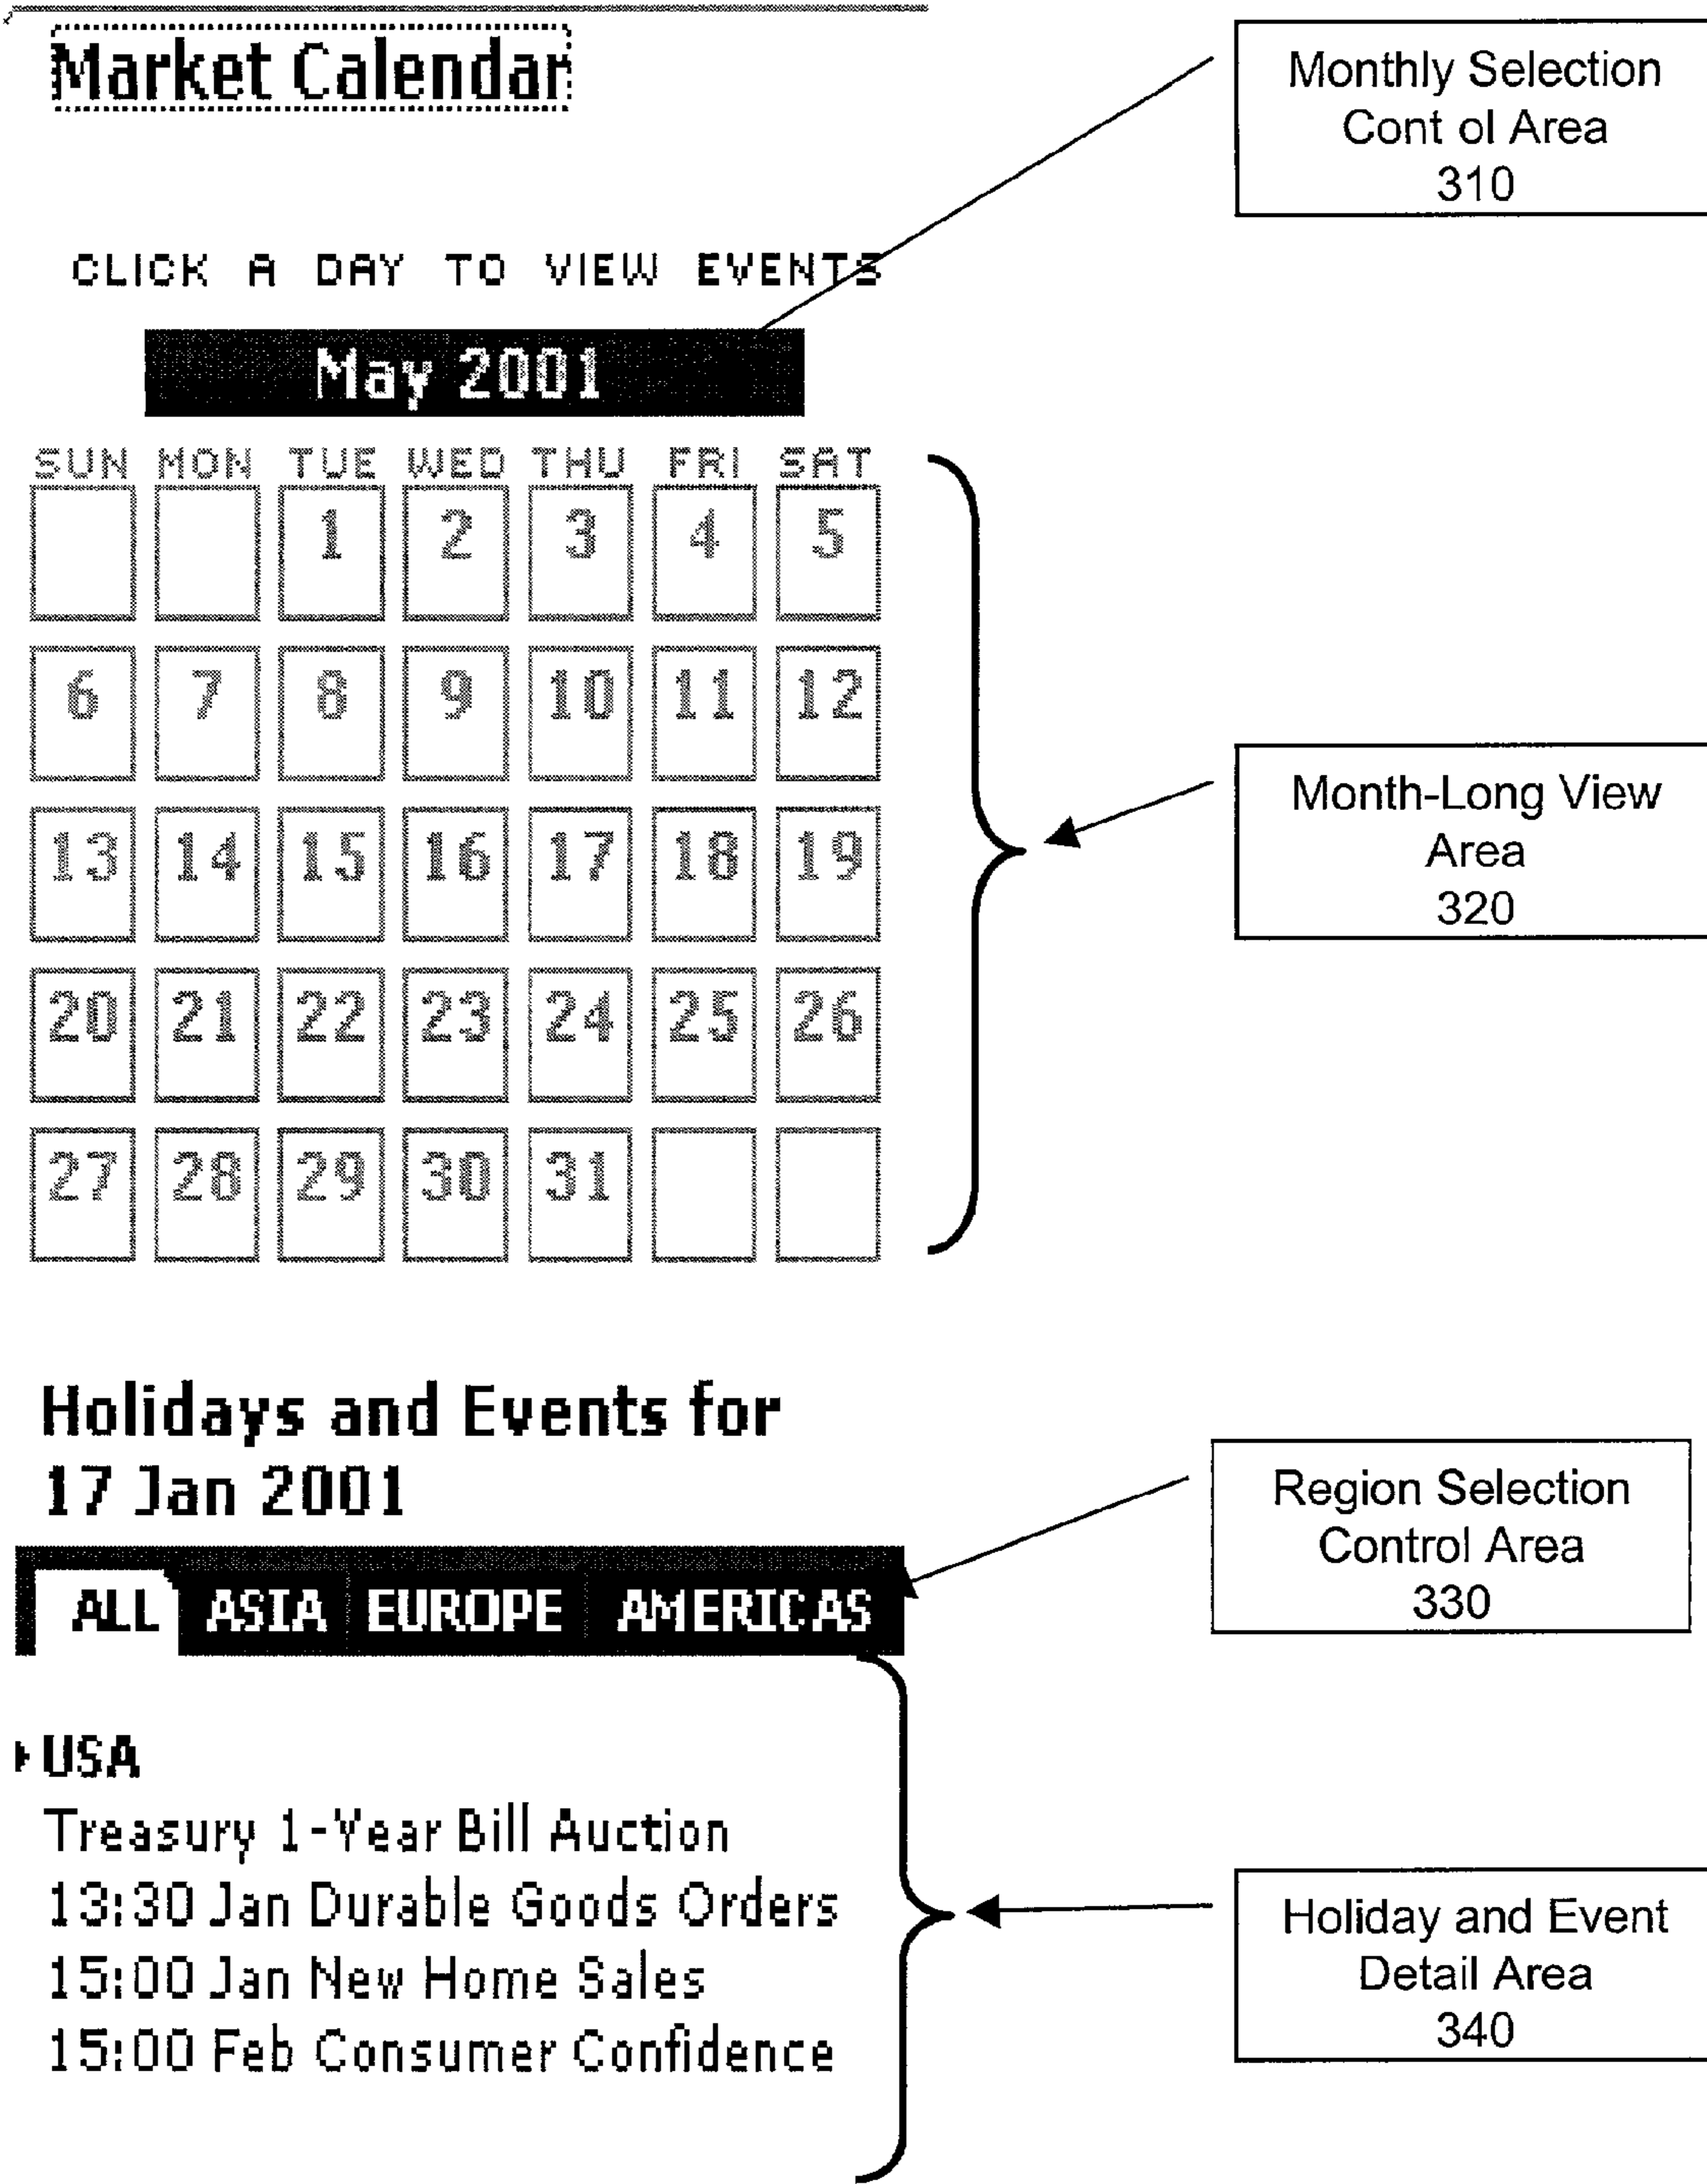 Market Calendar
Monthly Selection
Cont ol Area
310
CLICK A DAY TO VIEW EVENTS
May 2001
SUN MON TUE WED THU FRI SAT
1 2 3 4 5
6 7 8 9 10 11 12
13 14 15 16 17 18 19
20 21 22 23 24 25 26
27 28 29 30 31
Month-Long View
Area
320
Holidays and Events for
17 Jan 2001
Region Selection
Control Area
330
ALL ASIA EUROPE AMERICAS
USA
Treasury 1-Year Bill Auction
13:30 Jan Durable Goods Orders
15:00 Jan New Home Sales
15:00 Feb Consumer Confidence
Holiday and Event
Detail Area
340